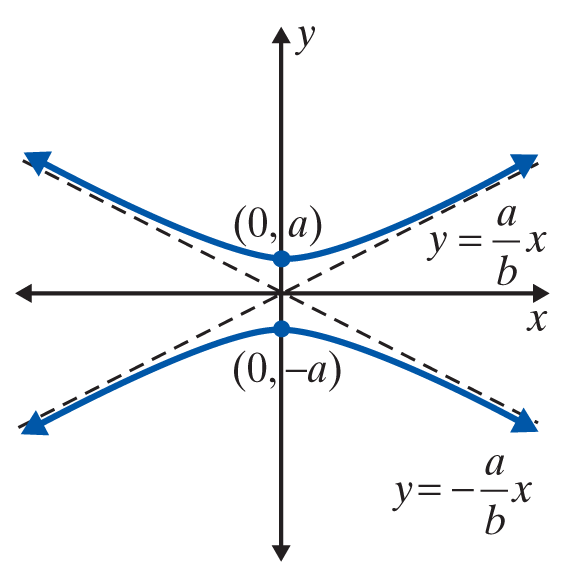 y
(0, a)
y = a/b x
x
(0, –a)
y = – a/b x